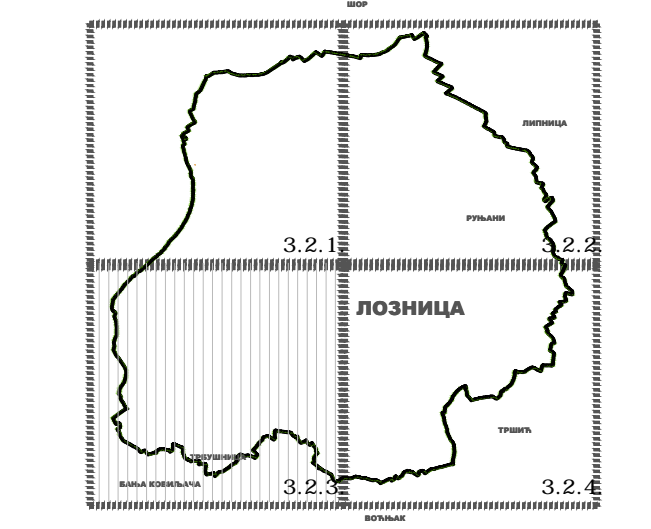 ШОР
ЛИПНИЦА
РУЊАНИ
3.2.1.
3.2.2.
ЛОЗНИЦА
ТРШИЋ
ТРБУШНИЦА
БАЊА КОВИЉАЧА
3.2.3.
3.2.4.
ВОЋЊАК